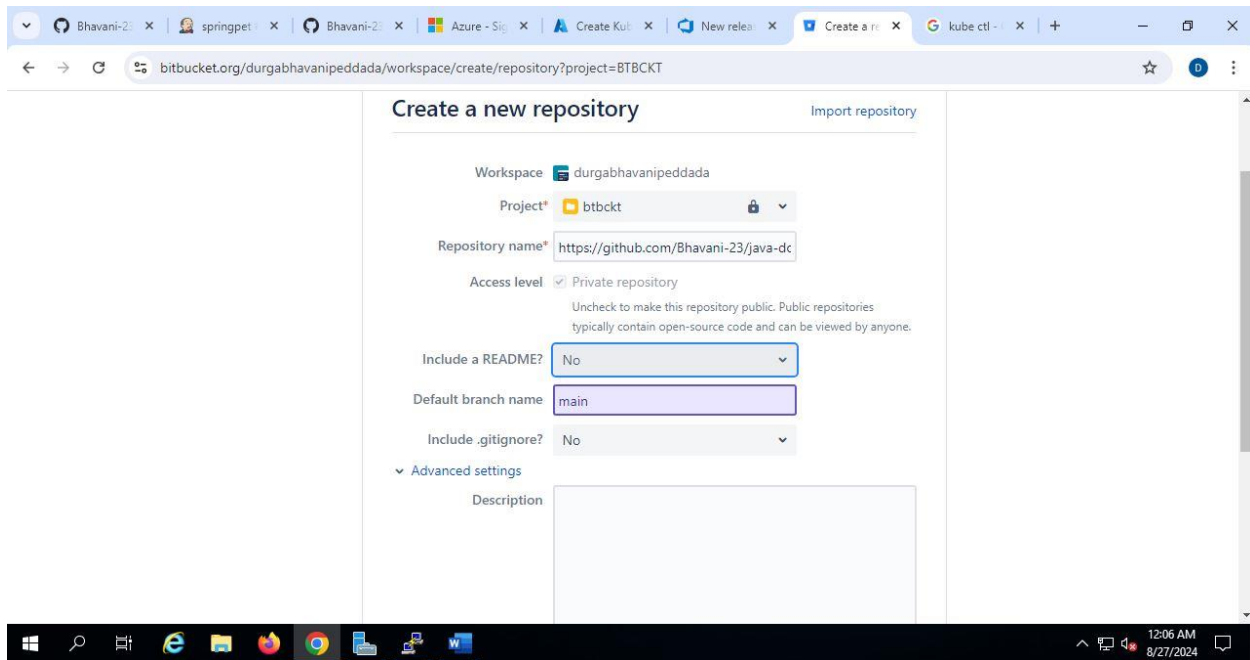 Bhavani-2
springpet
Bhavani-2
Azure - Sig
Create Kub
New relea
Create a re
kube ctl -
bitbucket.org/durgabhavanipeddada/workspace/create/repository?project=BTBCKT
D
Create a new repository
Import repository
Workspace durgabhavanipeddada
Project* btbckt
Repository name* https://github.com/Bhavani-23/java-dc
Access level Private repository
Uncheck to make this repository public. Public repositories
typically contain open-source code and can be viewed by anyone.
Include a README? No
Default branch name main
Include .gitignore? No
Advanced settings
Description
12:06 AM
8/27/2024